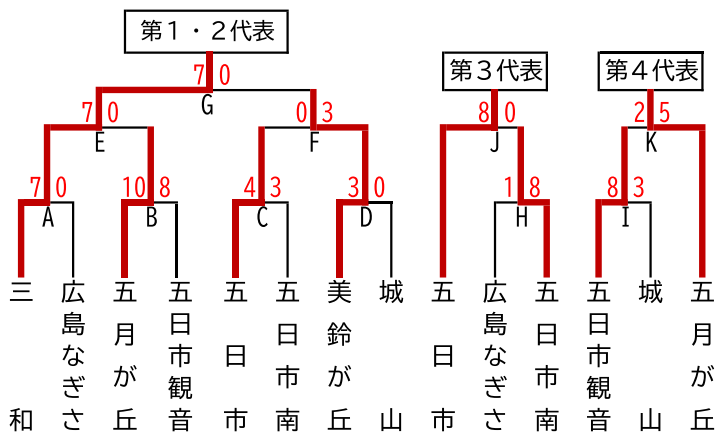 第１・２代表
第３代表
第４代表
7 0
G
7 0
E
0 3
F
8 0
J
2 5
K
7 0
A
10 8
B
4 3
C
3 0
D
1 8
H
8 3
I
三和
広島なぎさ
五月が丘
五日市観音
五日市
五日市南
美鈴が丘
城山
五日市
広島なぎさ
五日市南
五日市観音
城山
五月が丘